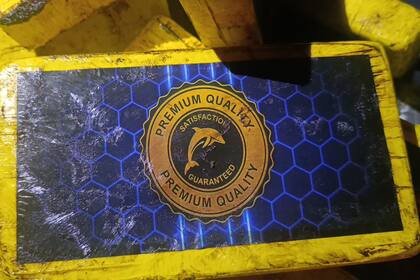 PREMIUM QUALITY
SATISFACTION
GUARANTEED
PREMIUM QUALITY